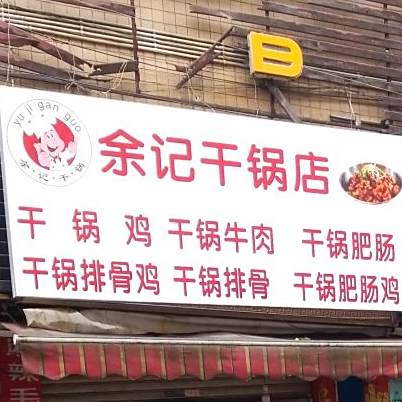 yu ji gan guo
余·记·干·锅
余记干锅店
干锅鸡 干锅牛肉 干锅肥肠
干锅排骨鸡 干锅排骨 干锅肥肠鸡